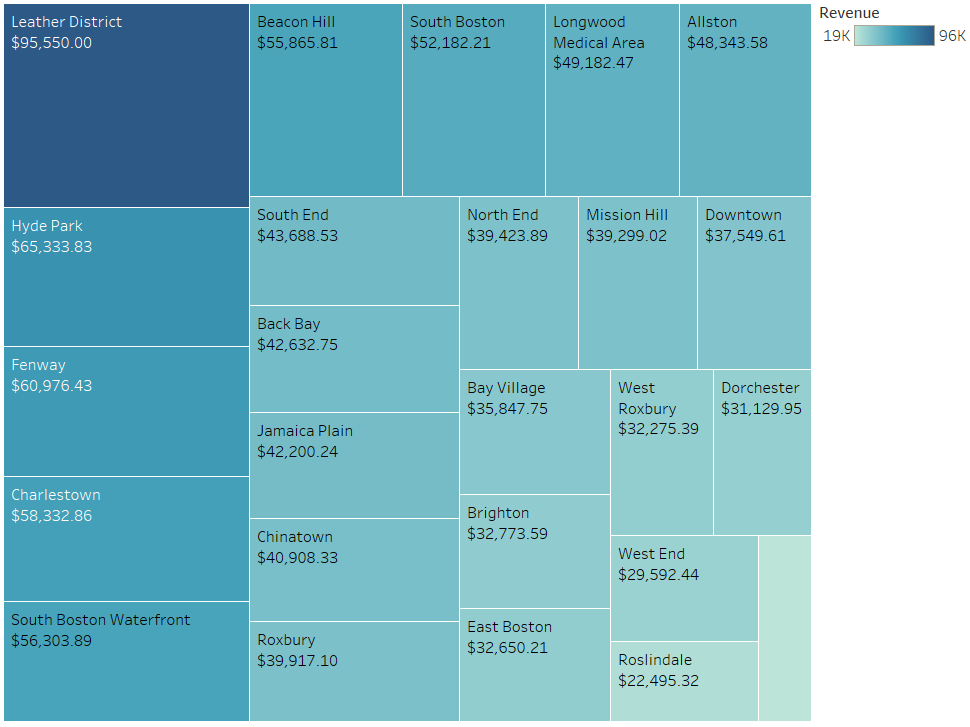 Leather District
$95,550.00
Hyde Park
$65,333.83
Fenway
$60,976.43
Charlestown
$58,332.86
South Boston Waterfront
$56,303.89
Beacon Hill
$55,865.81
South Boston
$52,182.21
Longwood
Medical Area
$49,182.47
Allston
$48,343.58
South End
$43,688.53
Back Bay
$42,632.75
Jamaica Plain
$42,200.24
Chinatown
$40,908.33
Roxbury
$39,917.10
North End
$39,423.89
Mission Hill
$39,299.02
Downtown
$37,549.61
Bay Village
$35,847.75
Brighton
$32,773.59
East Boston
$32,650.21
West
Roxbury
$32,275.39
Dorchester
$31,129.95
West End
$29,592.44
Roslindale
$22,495.32
Revenue
19K 96K